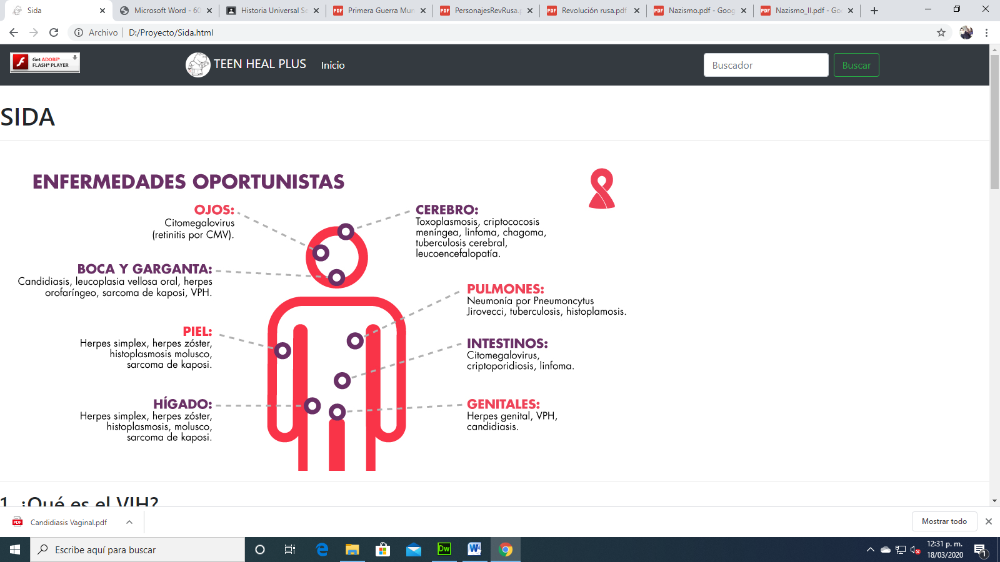 Sida
Microsoft Word - 60
Historia Universal Se
Primera Guerra Mun
PersonajesRevRusa.p
Revolución rusa.pdf
Nazismo.pdf - Goog
Nazismo_II.pdf - Go
Archivo
D:/Proyecto/Sida.html
Get ADOBE®
FLASH® PLAYER
TEEN HEAL PLUS
Inicio
Buscador
Buscar
SIDA
ENFERMEDADES OPORTUNISTAS
OJOS:
Citomegalovirus
(retinitis por CMV).
CEREBRO:
Toxoplasmosis, criptococosis
meníngea, linfoma, chagoma,
tuberculosis cerebral,
leucoencefalopatía.
BOCA Y GARGANTA:
Candidiasis, leucoplasia vellosa oral, herpes
orofaríngeo, sarcoma de kaposi, VPH.
PULMONES:
Neumonía por Pneumoncytus
Jirovecci, tuberculosis, histoplamosis.
PIEL:
Herpes simplex, herpes zóster,
histoplasmosis molusco,
sarcoma de kaposi.
INTESTINOS:
Citomegalovirus,
criptoporidiosis, linfoma.
HÍGADO:
Herpes simplex, herpes zóster,
histoplasmosis, molusco,
sarcoma de kaposi.
GENITALES:
Herpes genital, VPH,
candidiasis.
1. ¿Qué es el VIH?
Candidiasis Vaginal.pdf
Mostrar todo
Escribe aquí para buscar
Dw
12:31 p. m.
18/03/2020
1